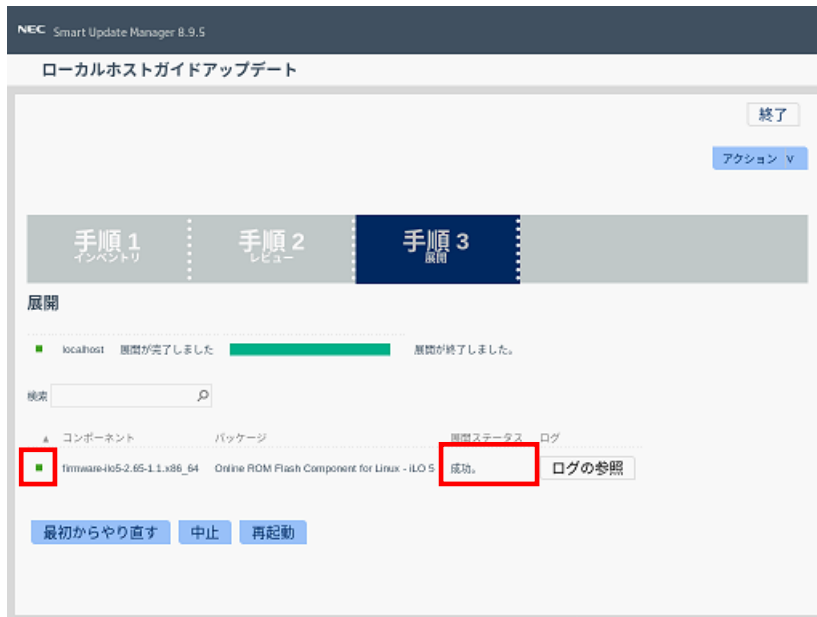 NEC Smart Update Manager 8.9.5
ローカルホストガイドアップデート
終了
アクション ∨
手順 1
インベントリ
手順 2
レビュー
手順 3
展開
展開
localhost 展開が完了しました 展開が終了しました。
検索
▲ コンポーネント パッケージ 展開ステータス ログ
firmware-ilo5-2.65-1.1.x86_64 Online ROM Flash Component for Linux - iLO 5 成功。 ログの参照
最初からやり直す 中止 再起動